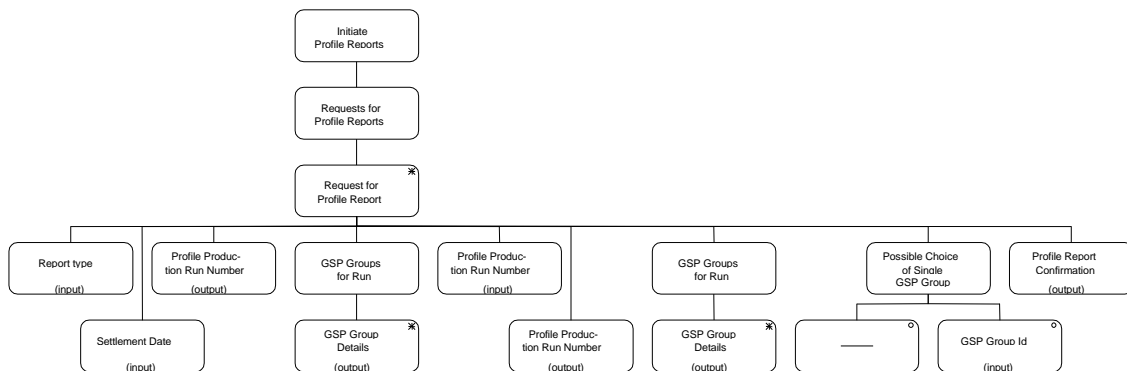 Initiate
Profile Reports
Requests for
Profile Reports
Request for
Profile Report
Report type
(input)
Profile Produc-
tion Run Number
(output)
GSP Groups
for Run
Profile Produc-
tion Run Number
(input)
GSP Groups
for Run
Possible Choice
of Single
GSP Group
Profile Report
Confirmation
(output)
Settlement Date
(input)
GSP Group
Details
(output)
Profile Produc-
tion Run Number
(output)
GSP Group
Details
(output)
GSP Group Id
(input)